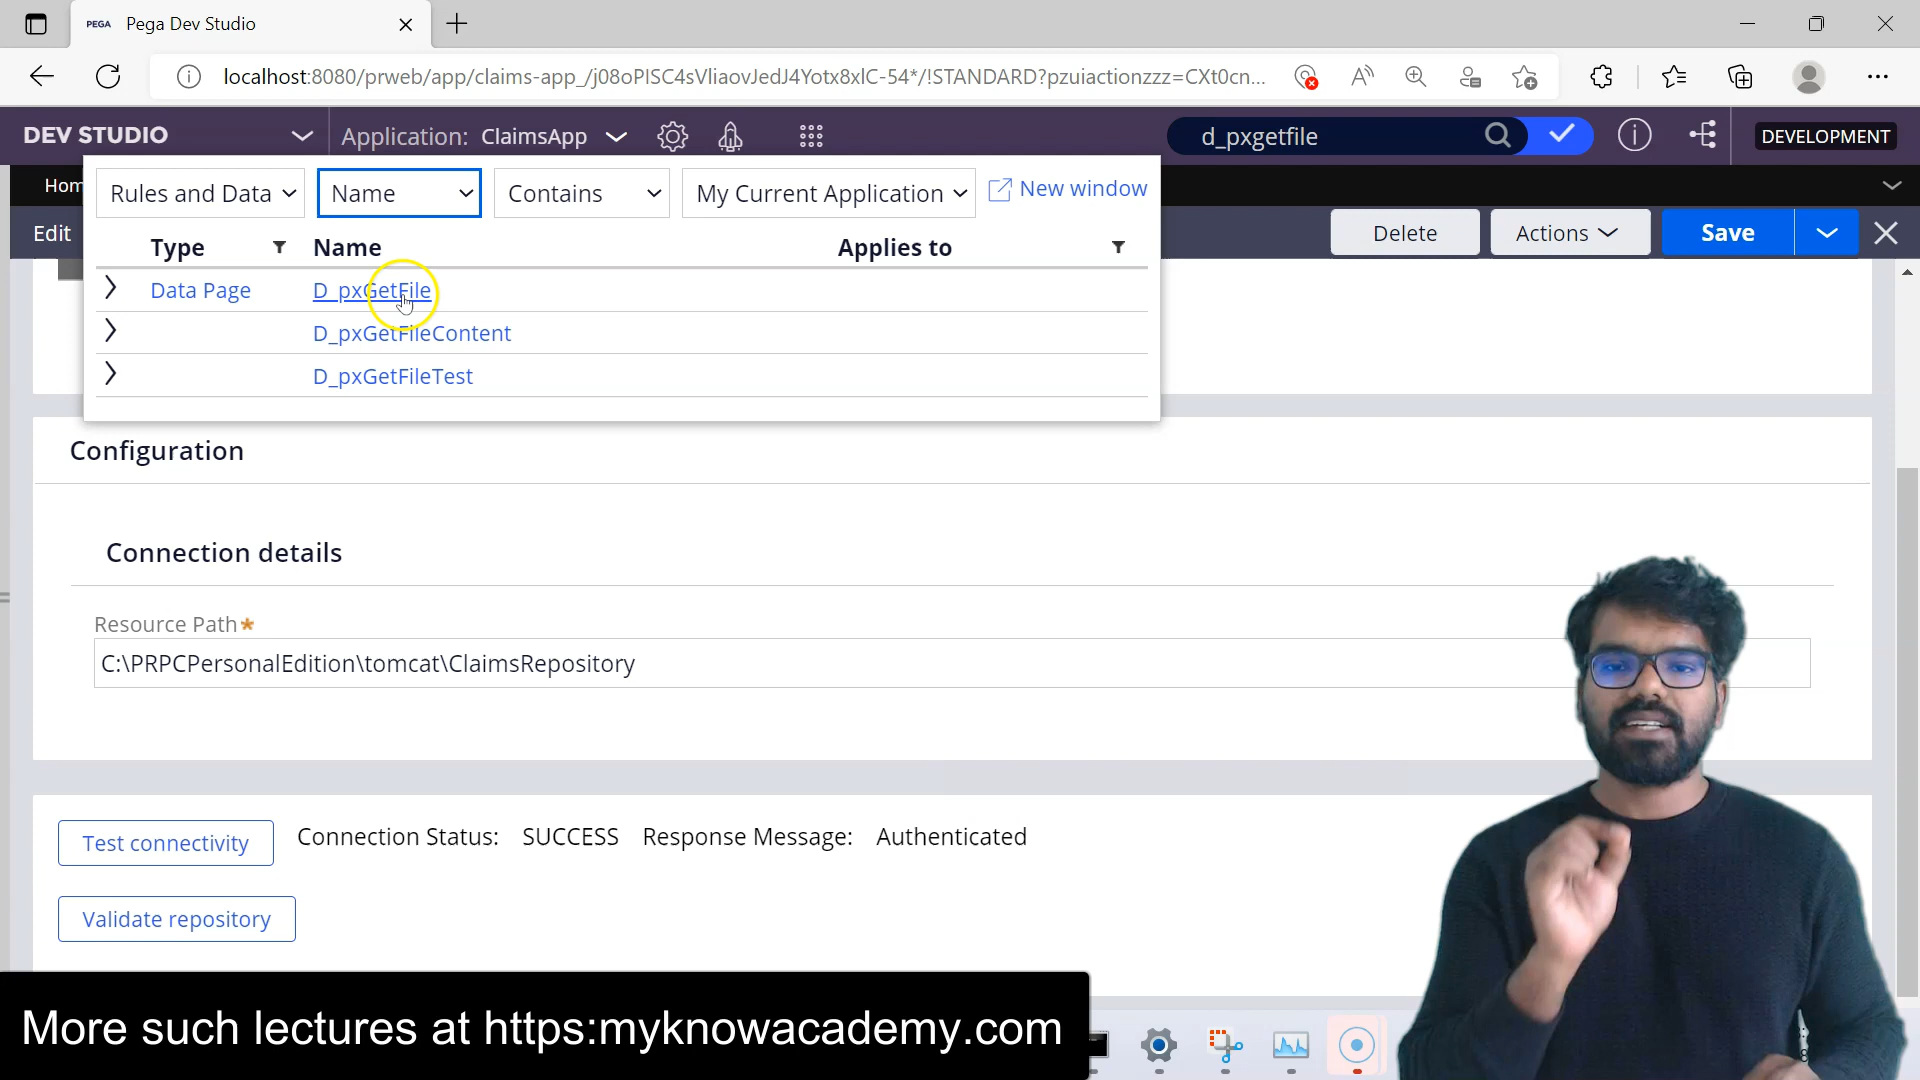 PEGA Pega Dev Studio
localhost:8080/prweb/app/claims-app_/j08oPISC4sVliaovJedJ4Yotx8xlC-54*/!STANDARD?pzuiactionzzz=CXt0cn...
DEV STUDIO Application: ClaimsApp d_pxgetfile DEVELOPMENT
Hom
Rules and Data Name Contains My Current Application New window
Edit Delete Actions Save
Type Name Applies to
Data Page D_pxGetFile
D_pxGetFileContent
D_pxGetFileTest
Configuration
Connection details
Resource Path*
C:\PRPCPersonalEdition\tomcat\ClaimsRepository
Test connectivity Connection Status: SUCCESS Response Message: Authenticated
Validate repository
More such lectures at https:myknowacademy.com